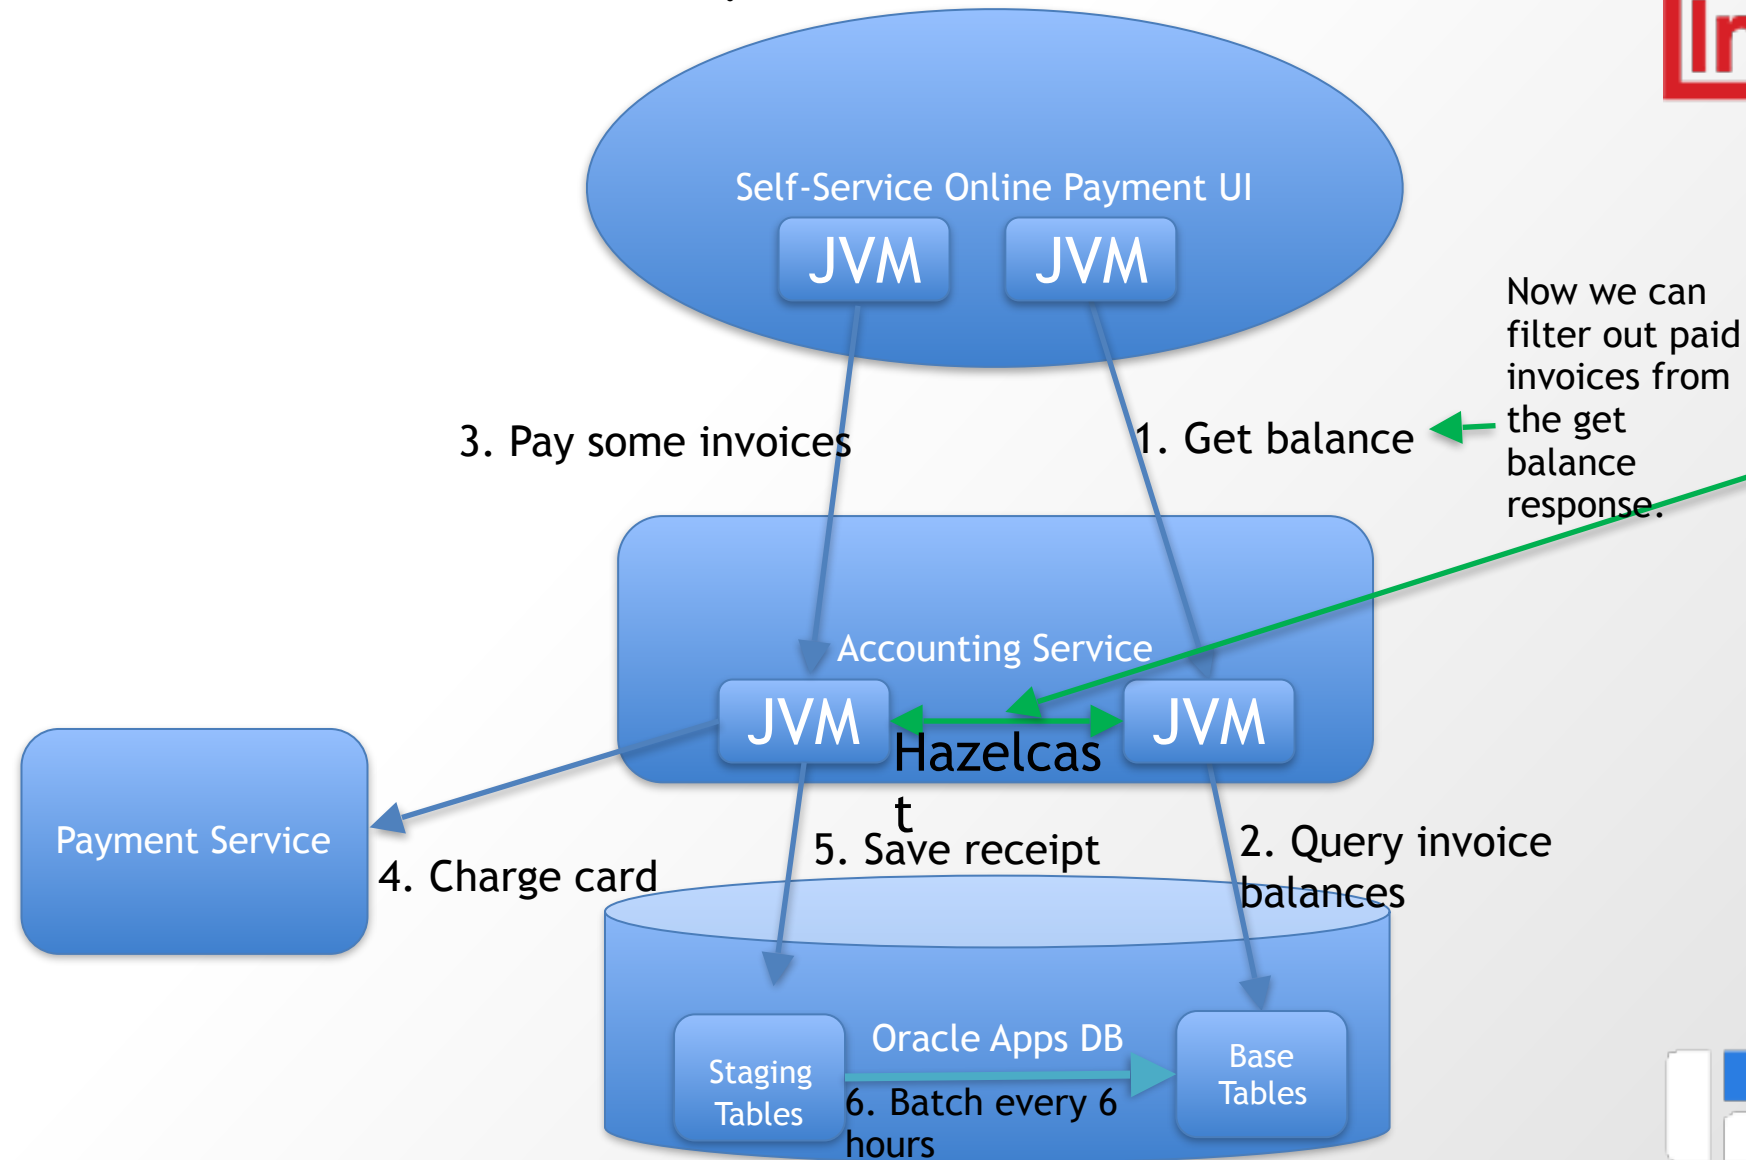 Self-Service Online Payment UI
JVM
JVM
Now we can
filter out paid
invoices from
the get
balance
response.
3. Pay some invoices
1. Get balance
Accounting Service
JVM
JVM
Hazelcas
t
Payment Service
4. Charge card
5. Save receipt
2. Query invoice
balances
Oracle Apps DB
Staging
Tables
Base
Tables
6. Batch every 6
hours